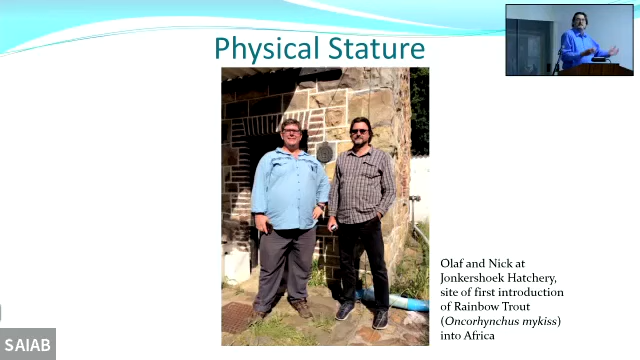 Physical Stature
Olaf and Nick at
Jonkershoek Hatchery,
site of first introduction
of Rainbow Trout
(Oncorhynchus mykiss)
into Africa
SAIAB